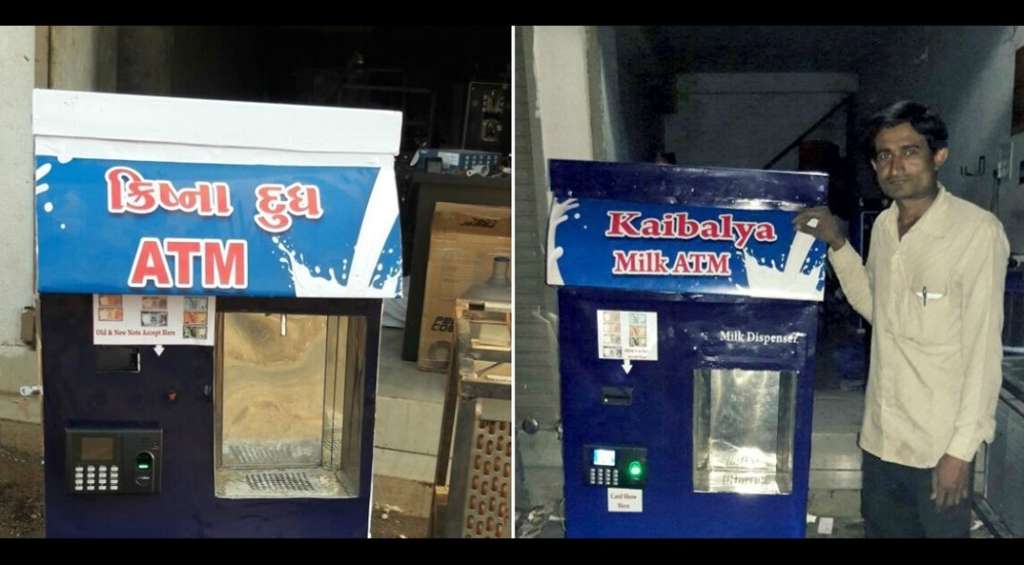 ક્રિષ્ના દુધ
ATM
Old & New Note Accept Here
Kaibalya
Milk ATM
Milk Dispenser
Card Show
Here